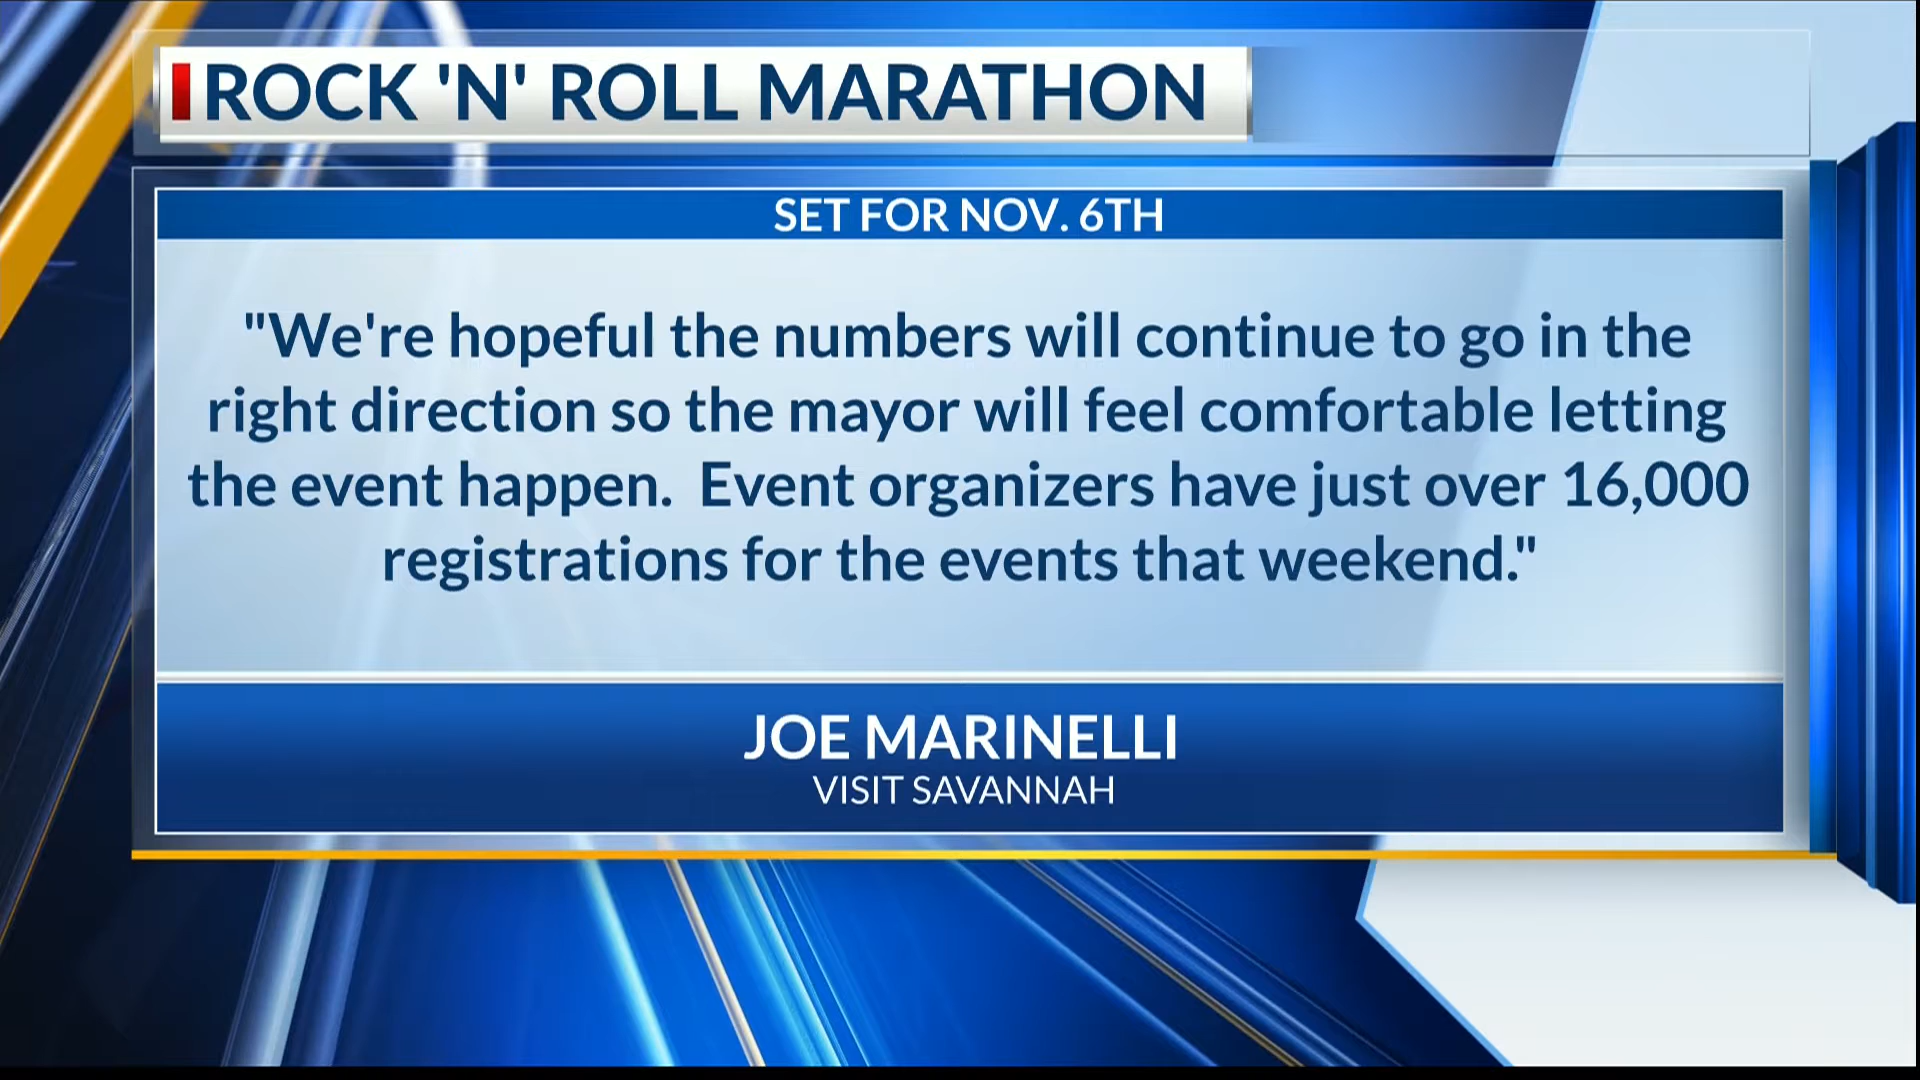 ROCK 'N' ROLL MARATHON
SET FOR NOV. 6TH
"We're hopeful the numbers will continue to go in the
right direction so the mayor will feel comfortable letting
the event happen.  Event organizers have just over 16,000
registrations for the events that weekend."
JOE MARINELLI
VISIT SAVANNAH